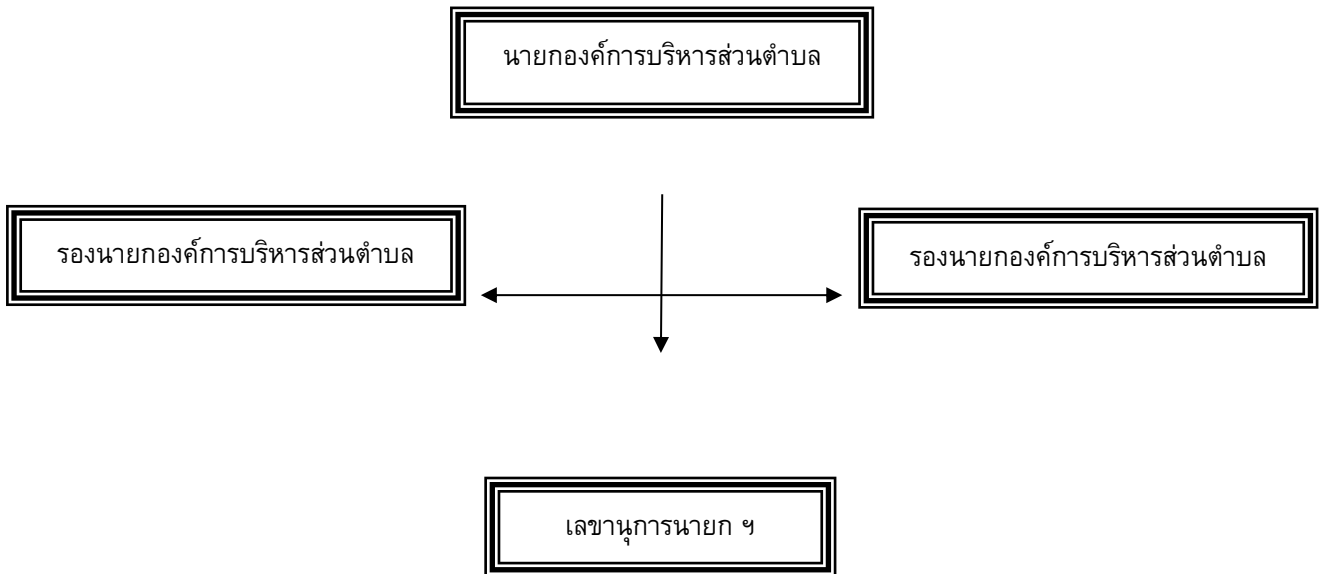 นายกองค์การบริหารส่วนตำบล
รองนายกองค์การบริหารส่วนตำบล
รองนายกองค์การบริหารส่วนตำบล
เลขานุการนายก ฯ